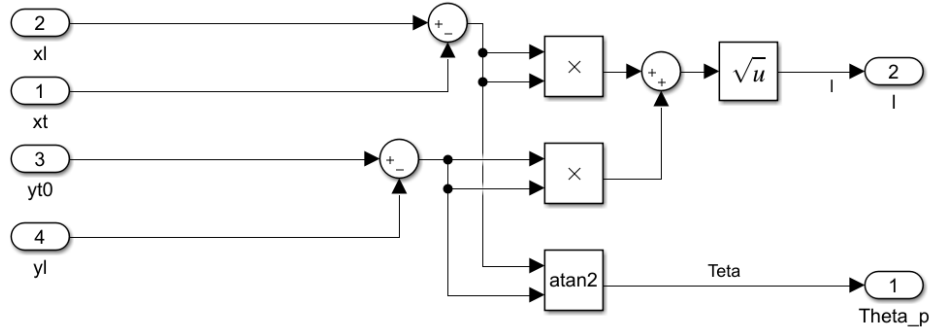 2
xl
1
xt
3
yt0
4
yl
+
−
+
−
×
×
+
+
√u
l
2
l
atan2
Teta
1
Theta_p